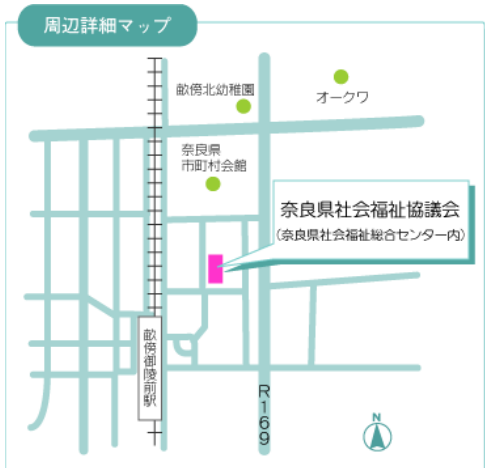 周辺詳細マップ
畝傍北幼稚園
オークワ
奈良県
市町村会館
奈良県社会福祉協議会
(奈良県社会福祉総合センター内)
畝傍御陵前駅
R169
N